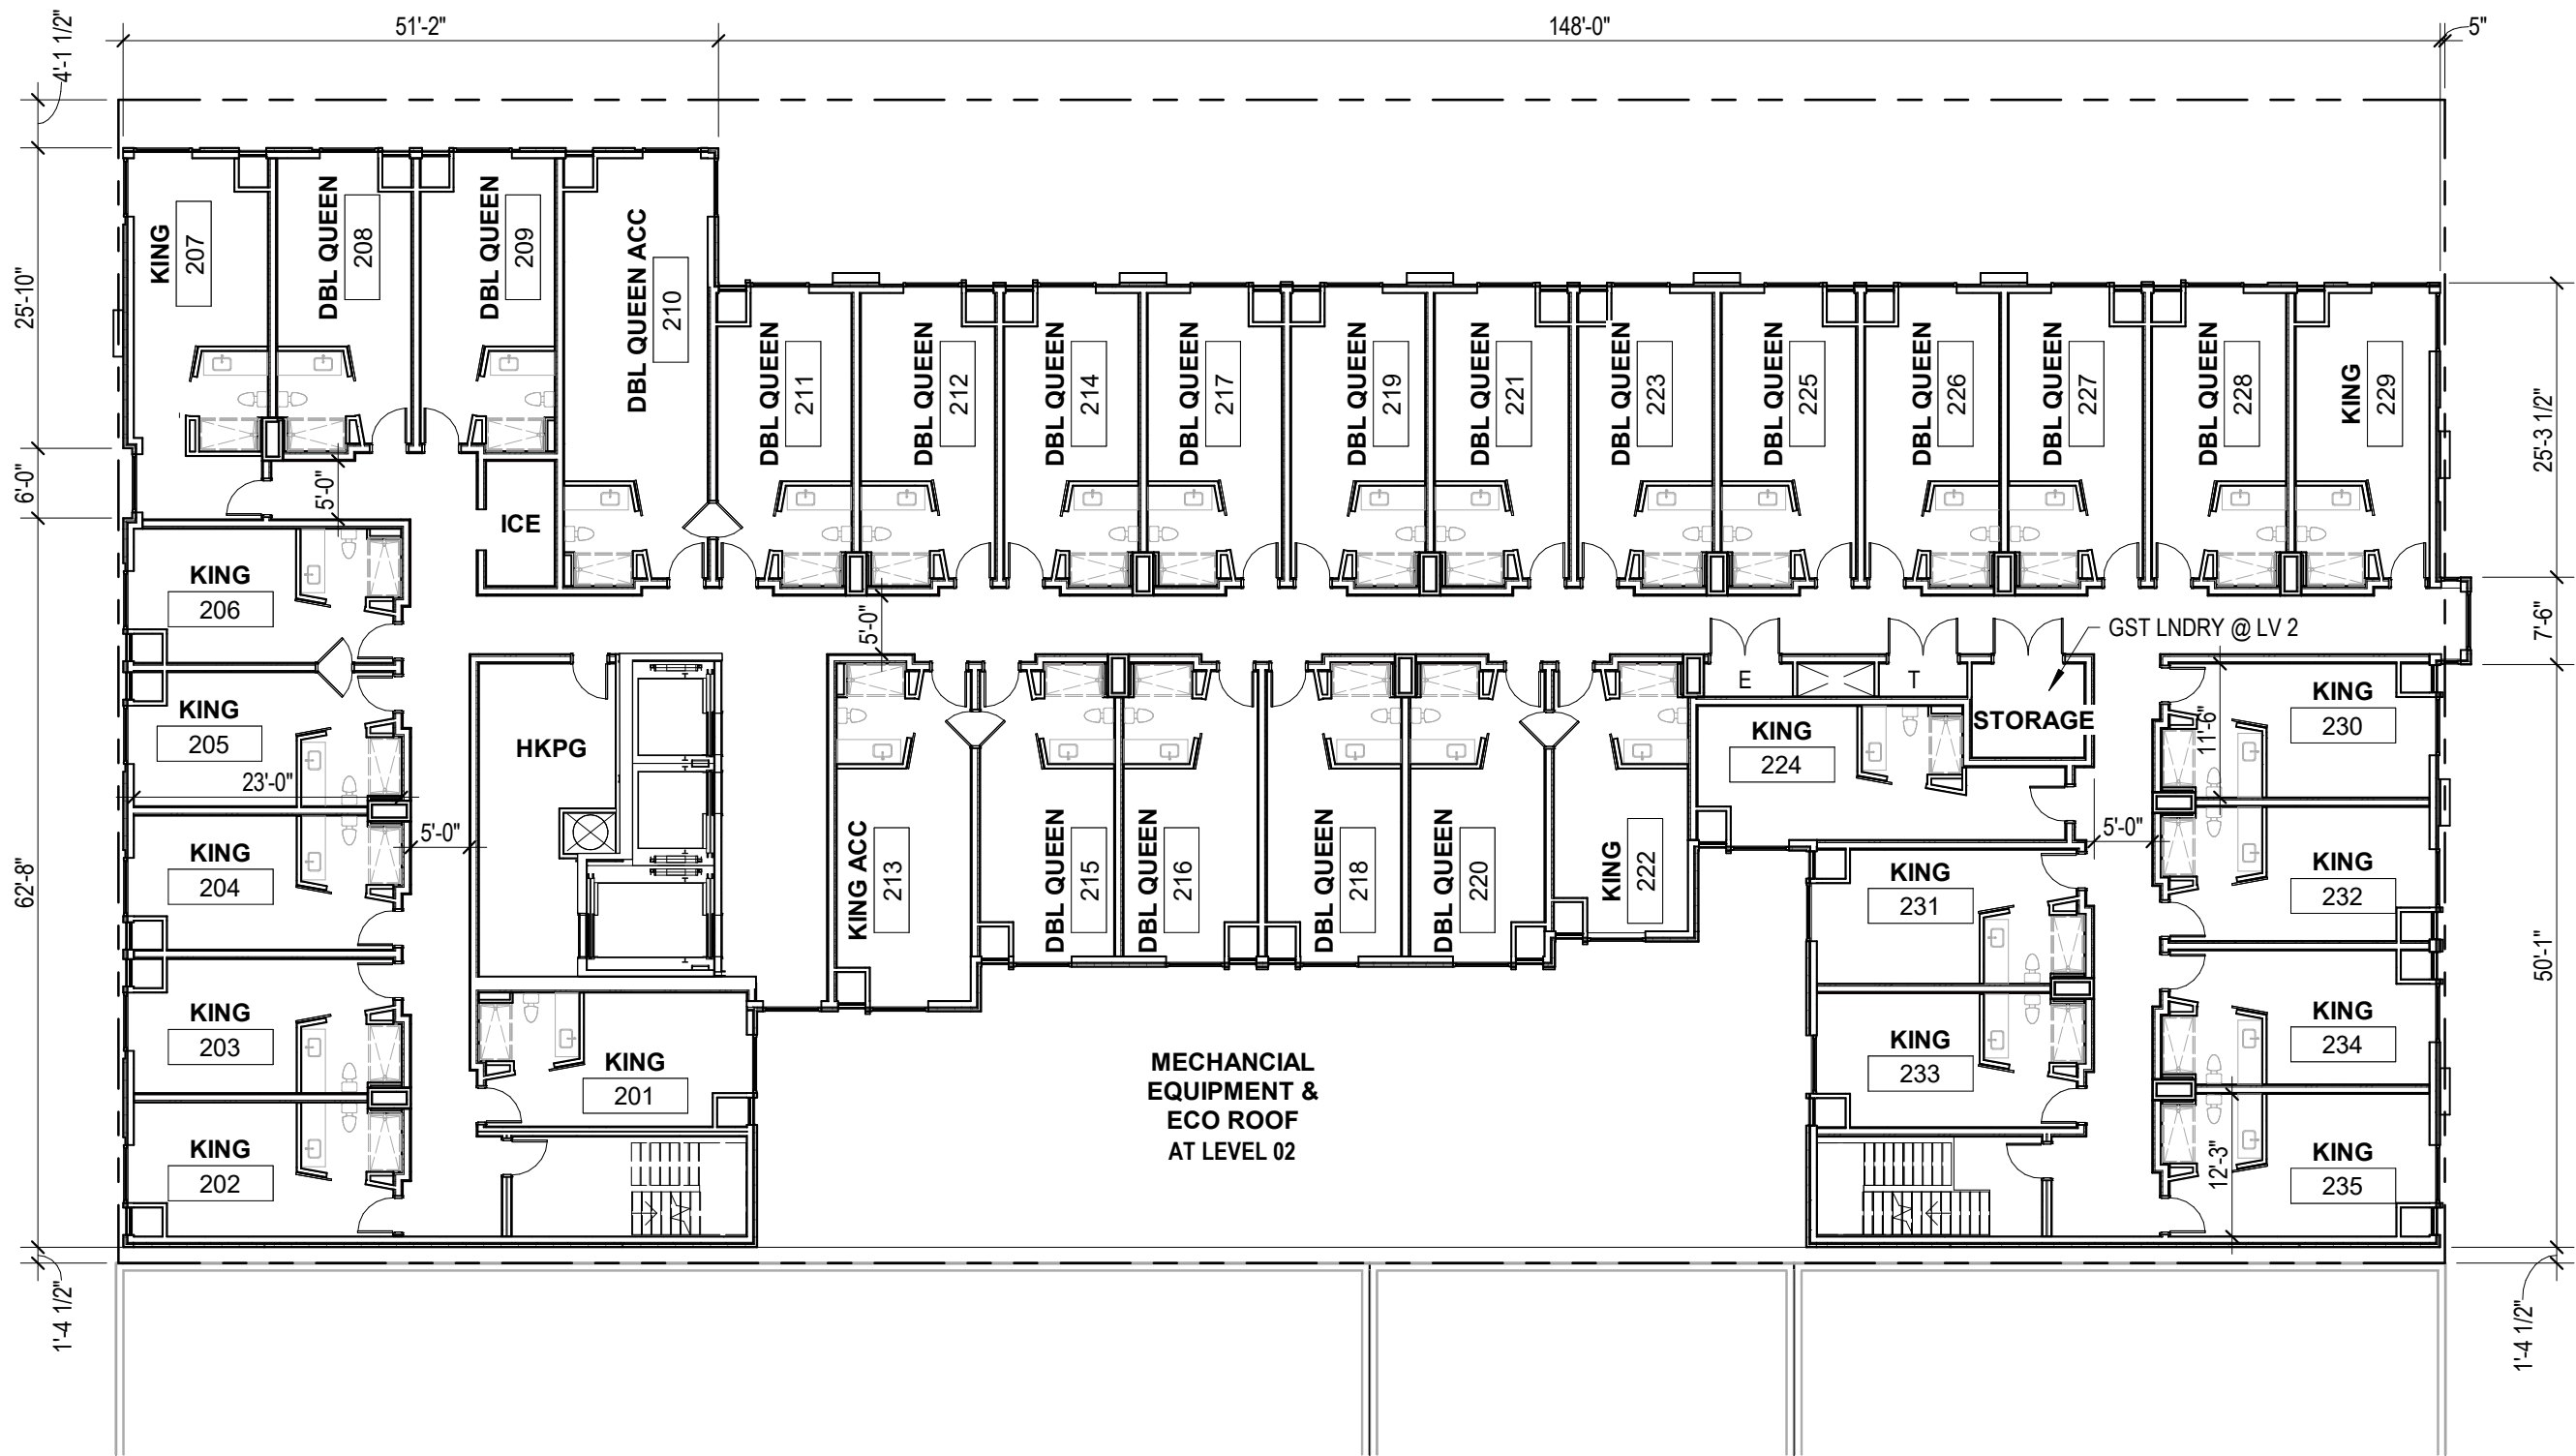 51'-2"
148'-0"
5"
4'-1 1/2"
25'-10"
6'-0"
62'-8"
1'-4 1/2"
KING
207
DBL QUEEN
208
DBL QUEEN
209
DBL QUEEN ACC
210
DBL QUEEN
211
DBL QUEEN
212
DBL QUEEN
214
DBL QUEEN
217
DBL QUEEN
219
DBL QUEEN
221
DBL QUEEN
223
DBL QUEEN
225
DBL QUEEN
226
DBL QUEEN
227
DBL QUEEN
228
KING
229
25'-3 1/2"
7'-6"
50'-1"
1'-4 1/2"
5'-0"
ICE
5'-0"
GST LNDRY @ LV 2
KING
206
KING
205
23'-0"
KING
204
5'-0"
KING
203
KING
202
HKPG
KING
201
KING ACC
213
DBL QUEEN
215
DBL QUEEN
216
DBL QUEEN
218
DBL QUEEN
220
KING
222
E
T
STORAGE
KING
224
KING
231
KING
233
5'-0"
11'-6"
KING
230
KING
232
KING
234
12'-3"
KING
235
MECHANCIAL
EQUIPMENT &
ECO ROOF
AT LEVEL 02